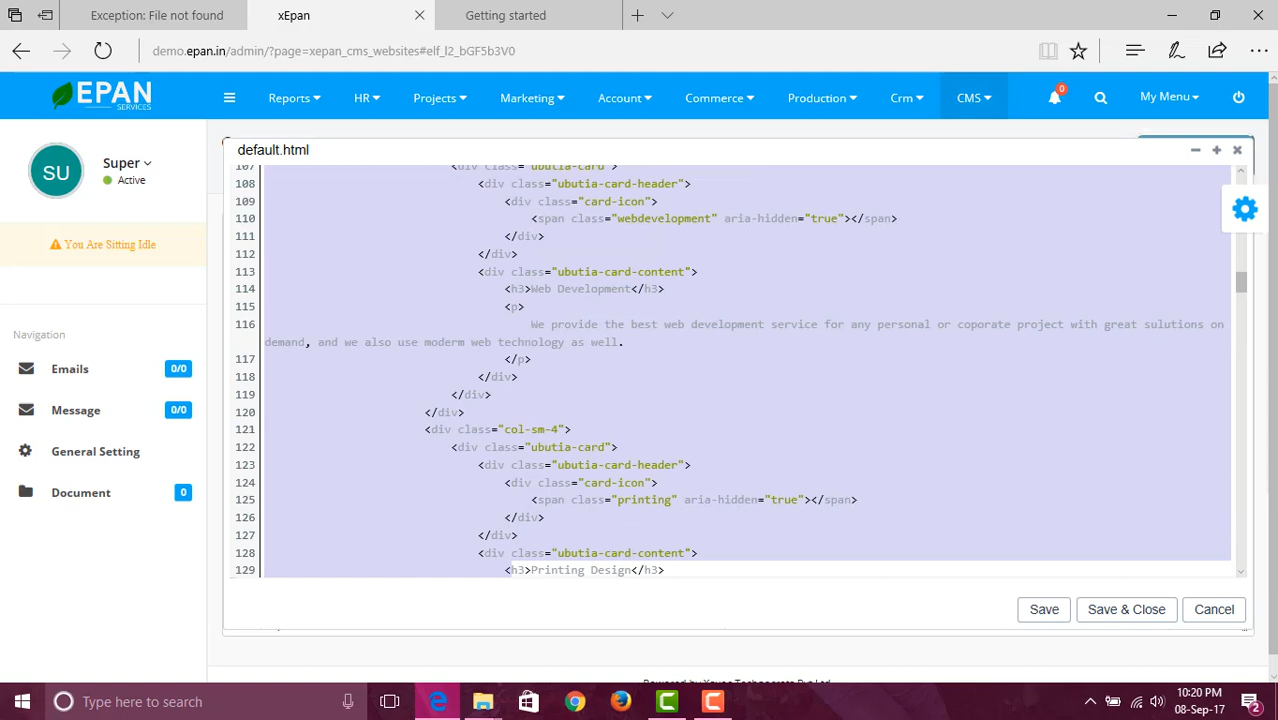 Exception: File not found
xEpan
Getting started
demo.epan.in/admin/?page=xepan_cms_websites#elf_l2_bGF5b3V0
EPAN
SERVICES
Reports
HR
Projects
Marketing
Account
Commerce
Production
Crm
CMS
0
My Menu
SU
Super
Active
You Are Sitting Idle
Navigation
Emails 0/0
Message 0/0
General Setting
Document 0
default.html
107 <div class="ubutia-card">
108 <div class="ubutia-card-header">
109 <div class="card-icon">
110 <span class="webdevelopment" aria-hidden="true"></span>
111 </div>
112 </div>
113 <div class="ubutia-card-content">
114 <h3>Web Development</h3>
115 <p>
116 We provide the best web development service for any personal or coporate project with great sulutions on
demand, and we also use moderm web technology as well.
117 </p>
118 </div>
119 </div>
120 </div>
121 <div class="col-sm-4">
122 <div class="ubutia-card">
123 <div class="ubutia-card-header">
124 <div class="card-icon">
125 <span class="printing" aria-hidden="true"></span>
126 </div>
127 </div>
128 <div class="ubutia-card-content">
129 <h3>Printing Design</h3>
Save
Save & Close
Cancel
Type here to search
10:20 PM
08-Sep-17
2